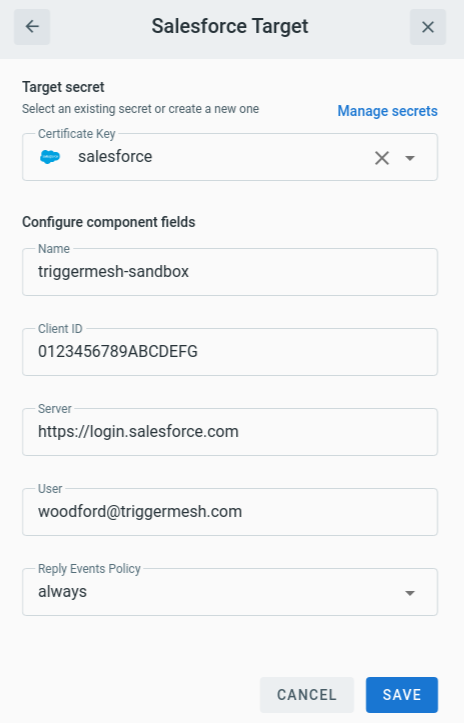 Salesforce Target
Target secret
Select an existing secret or create a new one
Manage secrets
Certificate Key
salesforce
Configure component fields
Name
triggermesh-sandbox
Client ID
0123456789ABCDEFG
Server
https://login.salesforce.com
User
woodford@triggermesh.com
Reply Events Policy
always
CANCEL SAVE